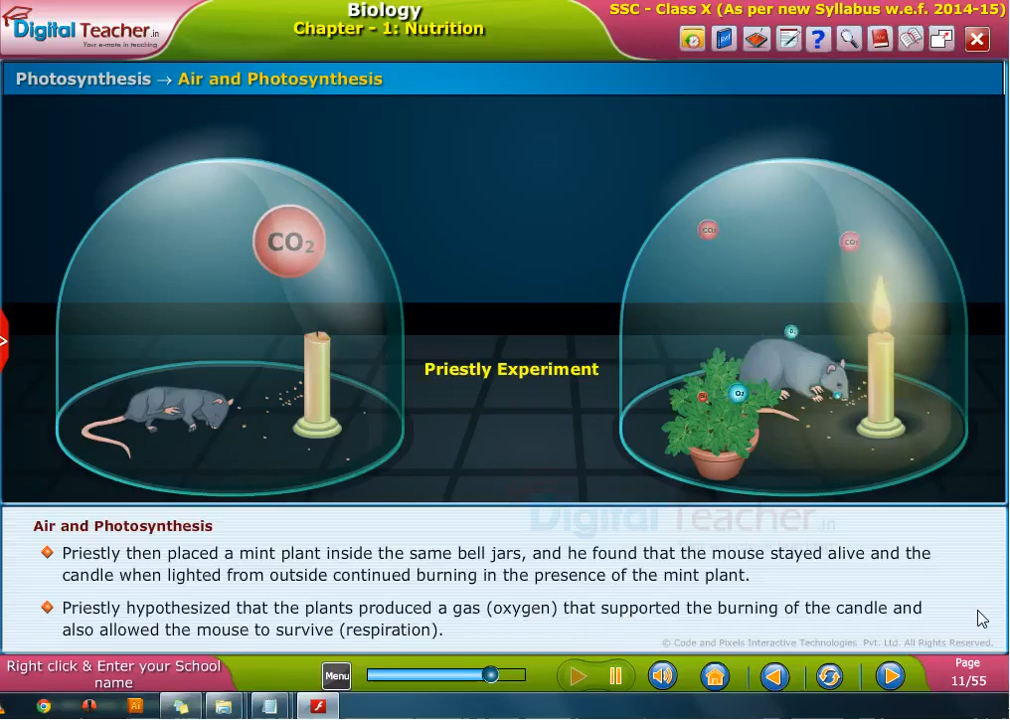 Digital Teacher.in
Your e-mate in teaching
Biology
Chapter - 1: Nutrition
SSC - Class X (As per new Syllabus w.e.f. 2014-15)
Photosynthesis → Air and Photosynthesis
CO₂
CO₂
CO₂
O₂
O₂
Priestly Experiment
Digital Teacher.in
Air and Photosynthesis
Priestly then placed a mint plant inside the same bell jars, and he found that the mouse stayed alive and the
candle when lighted from outside continued burning in the presence of the mint plant.
Priestly hypothesized that the plants produced a gas (oxygen) that supported the burning of the candle and
also allowed the mouse to survive (respiration).
© Code and Pixels Interactive Technologies. Pvt. Ltd. All Rights Reserved.
Right click & Enter your School
name
Menu
Page
11/55
Ai